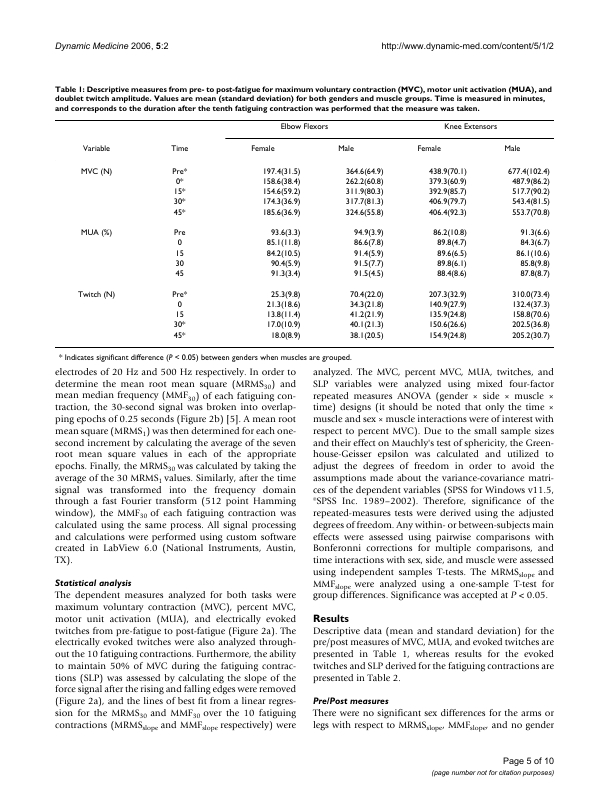 Dynamic Medicine 2006, 5:2
http://www.dynamic-med.com/content/5/1/2
Table 1: Descriptive measures from pre- to post-fatigue for maximum voluntary contraction (MVC), motor unit activation (MUA), and
doublet twitch amplitude. Values are mean (standard deviation) for both genders and muscle groups. Time is measured in minutes,
and corresponds to the duration after the tenth fatiguing contraction was performed that the measure was taken.
Elbow Flexors Knee Extensors
Variable Time Female Male Female Male
MVC (N) Pre* 197.4(31.5) 364.6(64.9) 438.9(70.1) 677.4(102.4)
0* 158.6(38.4) 262.2(60.8) 379.3(60.9) 487.9(86.2)
15* 154.6(59.2) 311.9(80.3) 392.9(85.7) 517.7(90.2)
30* 174.3(36.9) 317.7(81.3) 406.9(79.7) 543.4(81.5)
45* 185.6(36.9) 324.6(55.8) 406.4(92.3) 553.7(70.8)
MUA (%) Pre 93.6(3.3) 94.9(3.9) 86.2(10.8) 91.3(6.6)
0 85.1(11.8) 86.6(7.8) 89.8(4.7) 84.3(6.7)
15 84.2(10.5) 91.4(5.9) 89.6(6.5) 86.1(10.6)
30 90.4(5.9) 91.5(7.7) 89.8(6.1) 85.8(9.8)
45 91.3(3.4) 91.5(4.5) 88.4(8.6) 87.8(8.7)
Twitch (N) Pre* 25.3(9.8) 70.4(22.0) 207.3(32.9) 310.0(73.4)
0 21.3(18.6) 34.3(21.8) 140.9(27.9) 132.4(37.3)
15 13.8(11.4) 41.2(21.9) 135.9(24.8) 158.8(70.6)
30* 17.0(10.9) 40.1(21.3) 150.6(26.6) 202.5(36.8)
45* 18.0(8.9) 38.1(20.5) 154.9(24.8) 205.2(30.7)
* Indicates significant difference (P < 0.05) between genders when muscles are grouped.
electrodes of 20 Hz and 500 Hz respectively. In order to
determine the mean root mean square (MRMS30) and
mean median frequency (MMF30) of each fatiguing con-
traction, the 30-second signal was broken into overlap-
ping epochs of 0.25 seconds (Figure 2b) [5]. A mean root
mean square (MRMS1) was then determined for each one-
second increment by calculating the average of the seven
root mean square values in each of the appropriate
epochs. Finally, the MRMS30 was calculated by taking the
average of the 30 MRMS1 values. Similarly, after the time
signal was transformed into the frequency domain
through a fast Fourier transform (512 point Hamming
window), the MMF30 of each fatiguing contraction was
calculated using the same process. All signal processing
and calculations were performed using custom software
created in LabView 6.0 (National Instruments, Austin,
TX).
Statistical analysis
The dependent measures analyzed for both tasks were
maximum voluntary contraction (MVC), percent MVC,
motor unit activation (MUA), and electrically evoked
twitches from pre-fatigue to post-fatigue (Figure 2a). The
electrically evoked twitches were also analyzed through-
out the 10 fatiguing contractions. Furthermore, the ability
to maintain 50% of MVC during the fatiguing contrac-
tions (SLP) was assessed by calculating the slope of the
force signal after the rising and falling edges were removed
(Figure 2a), and the lines of best fit from a linear regres-
sion for the MRMS30 and MMF30 over the 10 fatiguing
contractions (MRMSslope and MMFslope respectively) were
analyzed. The MVC, percent MVC, MUA, twitches, and
SLP variables were analyzed using mixed four-factor
repeated measures ANOVA (gender × side × muscle ×
time) designs (it should be noted that only the time ×
muscle and sex × muscle interactions were of interest with
respect to percent MVC). Due to the small sample sizes
and their effect on Mauchly's test of sphericity, the Green-
house-Geisser epsilon was calculated and utilized to
adjust the degrees of freedom in order to avoid the
assumptions made about the variance-covariance matri-
ces of the dependent variables (SPSS for Windows v11.5,
©SPSS Inc. 1989–2002). Therefore, significance of the
repeated-measures tests were derived using the adjusted
degrees of freedom. Any within- or between-subjects main
effects were assessed using pairwise comparisons with
Bonferonni corrections for multiple comparisons, and
time interactions with sex, side, and muscle were assessed
using independent samples T-tests. The MRMSslope and
MMFslope were analyzed using a one-sample T-test for
group differences. Significance was accepted at P < 0.05.
Results
Descriptive data (mean and standard deviation) for the
pre/post measures of MVC, MUA, and evoked twitches are
presented in Table 1, whereas results for the evoked
twitches and SLP derived for the fatiguing contractions are
presented in Table 2.
Pre/Post measures
There were no significant sex differences for the arms or
legs with respect to MRMSslope, MMFslope, and no gender
Page 5 of 10
(page number not for citation purposes)